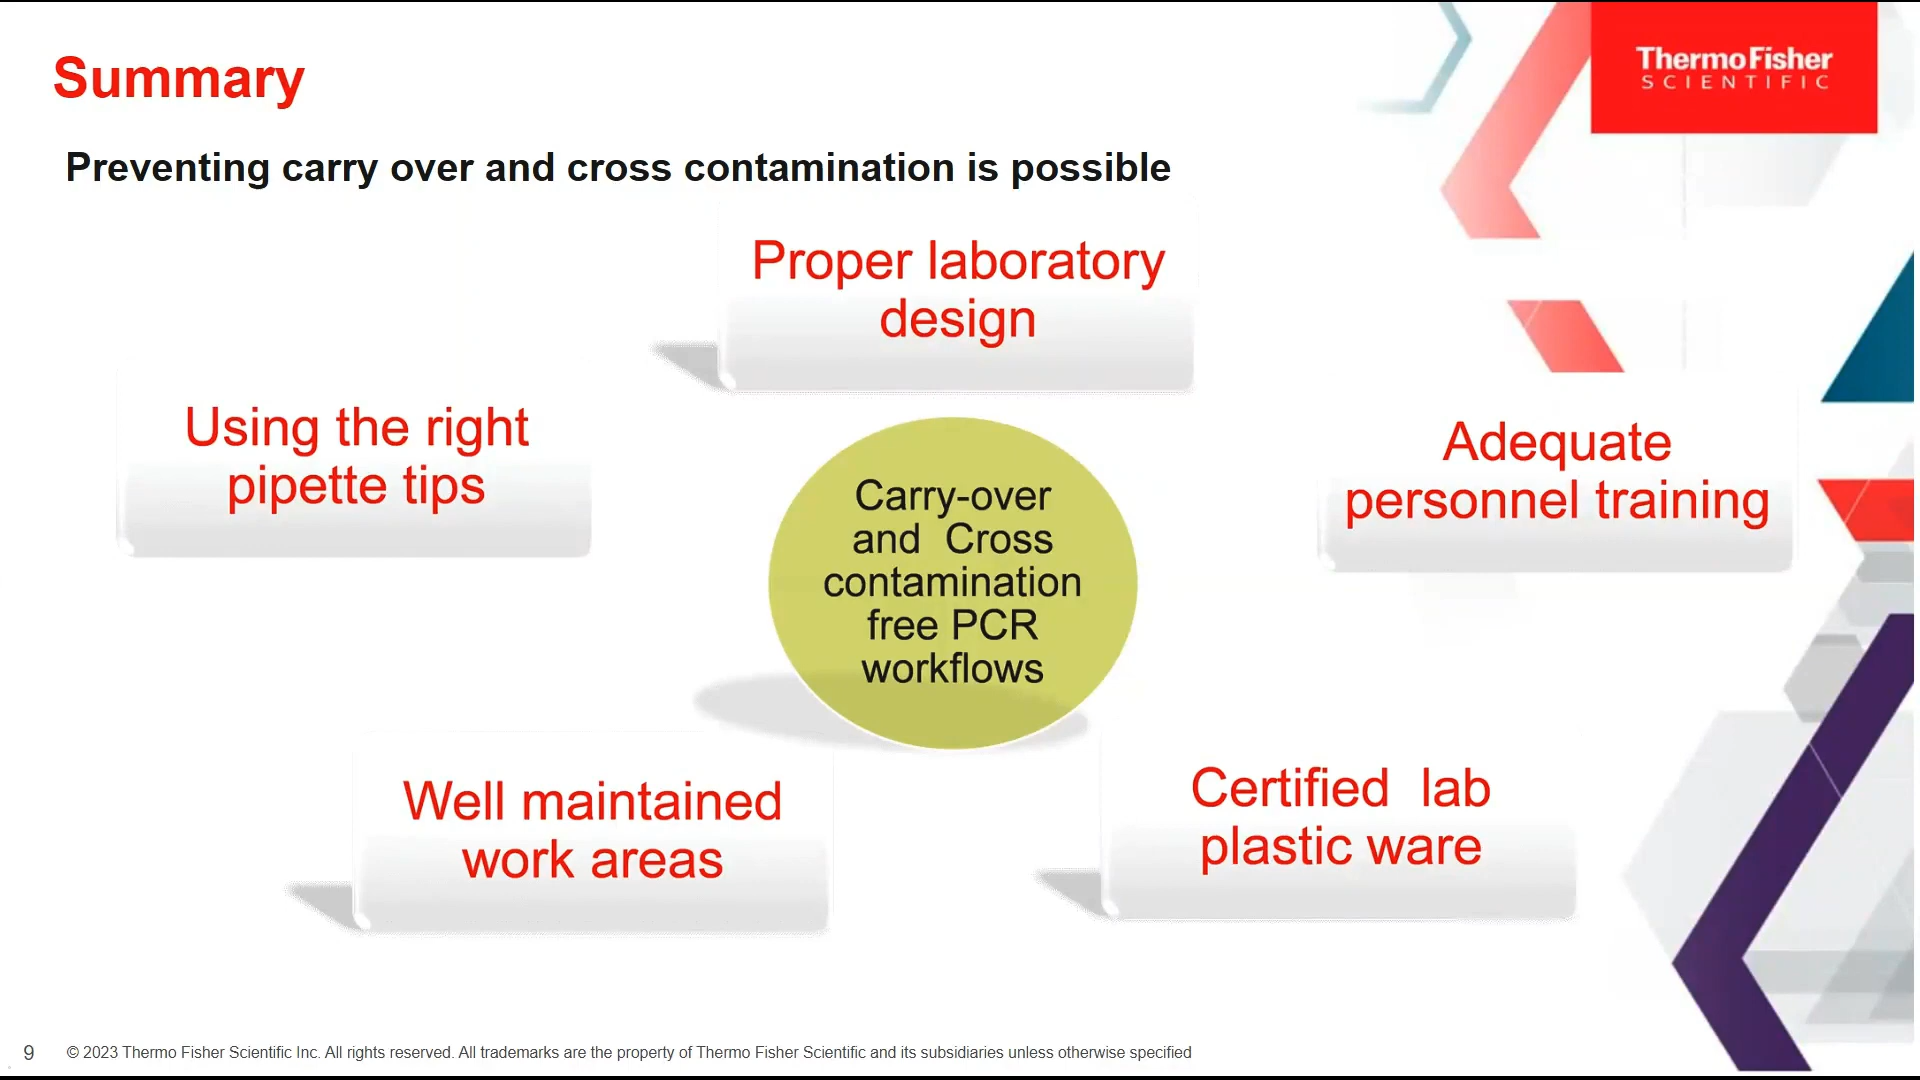 Summary
ThermoFisher
SCIENTIFIC
Preventing carry over and cross contamination is possible
Proper laboratory
design
Using the right
pipette tips
Adequate
personnel training
Carry-over
and Cross
contamination
free PCR
workflows
Well maintained
work areas
Certified lab
plastic ware
9 © 2023 Thermo Fisher Scientific Inc. All rights reserved. All trademarks are the property of Thermo Fisher Scientific and its subsidiaries unless otherwise specified